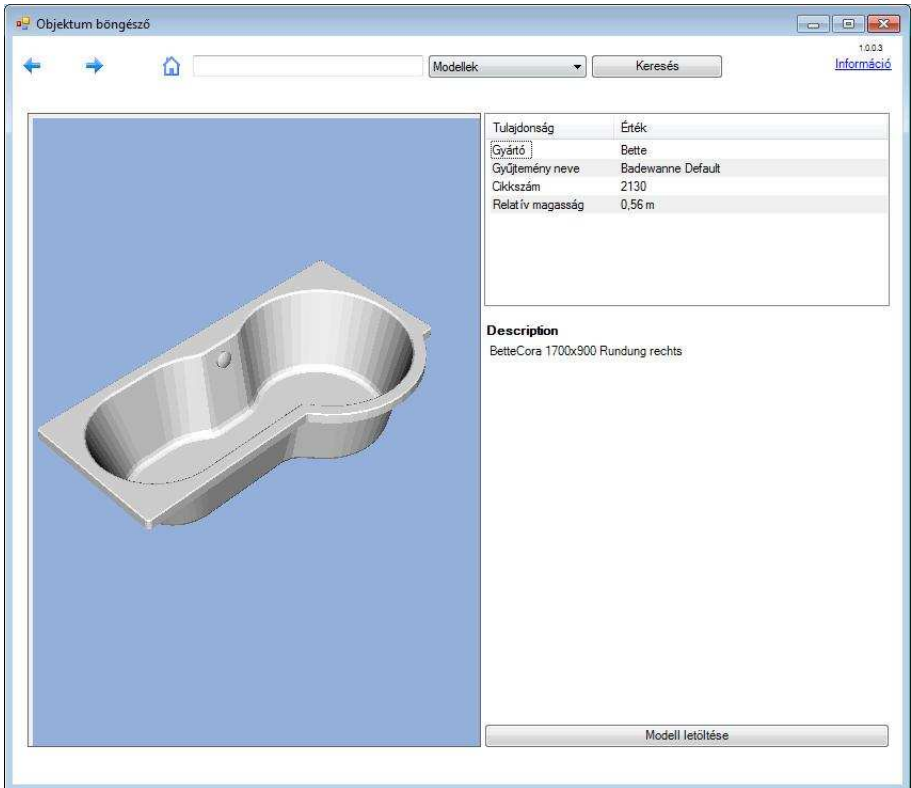 Objektum böngésző
1.0.0.3
Modellek Keresés Információ
Tulajdonság Érték
Gyártó Bette
Gyűjtemény neve Badewanne Default
Cikkszám 2130
Relatív magasság 0,56 m
Description
BetteCora 1700x900 Rundung rechts
Modell letöltése